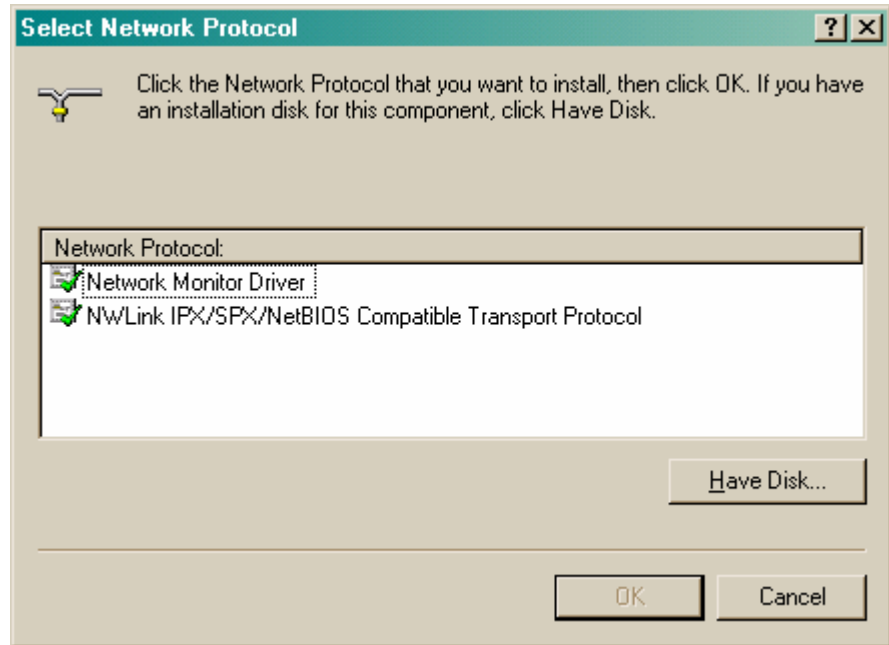 Select Network Protocol
Click the Network Protocol that you want to install, then click OK. If you have
an installation disk for this component, click Have Disk.
Network Protocol:
Network Monitor Driver
NWLink IPX/SPX/NetBIOS Compatible Transport Protocol
Have Disk...
OK
Cancel